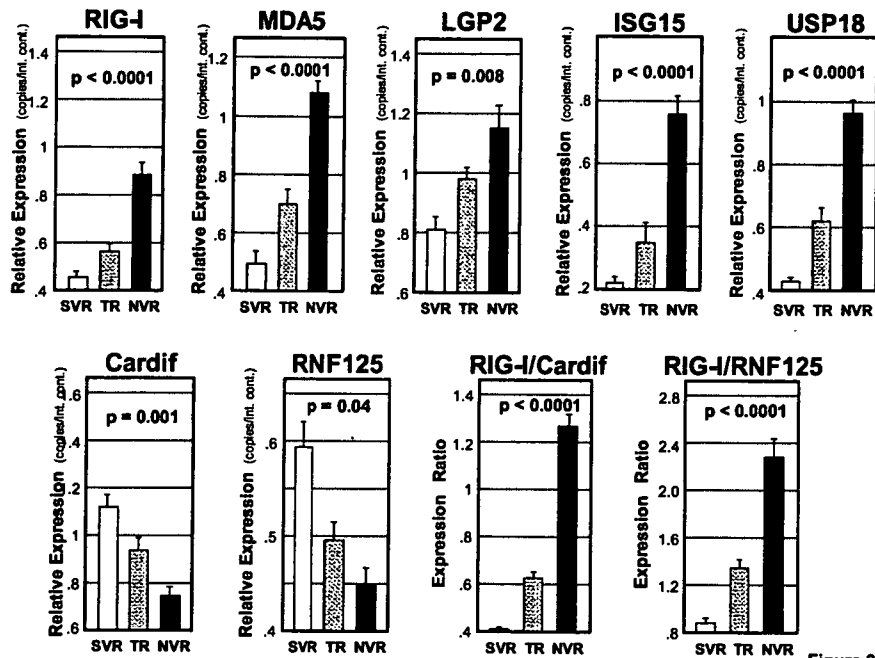 RIG-I
Relative Expression (copies/int. cont.)
1.4
1.2
1
.8
.6
.4
p < 0.0001
SVR TR NVR
MDA5
Relative Expression (copies/int. cont.)
1.2
1
.8
.6
.4
p < 0.0001
SVR TR NVR
LGP2
Relative Expression (copies/int. cont.)
1.4
1.2
1
.8
.6
p = 0.008
SVR TR NVR
ISG15
Relative Expression (copies/int. cont.)
.8
.6
.4
.2
p < 0.0001
SVR TR NVR
USP18
Relative Expression (copies/int. cont.)
1
.8
.6
.4
p < 0.0001
SVR TR NVR
Cardif
Relative Expression (copies/int. cont.)
.2
1
.8
.6
p = 0.001
SVR TR NVR
RNF125
Relative Expression (copies/int. cont.)
.6
.5
.4
p = 0.04
SVR TR NVR
RIG-I/Cardif
Expression Ratio
1.4
1.2
1
.8
.6
.4
p < 0.0001
SVR TR NVR
RIG-I/RNF125
Expression Ratio
2.8
2.4
2.0
1.6
1.2
.8
p < 0.0001
SVR TR NVR
Figure